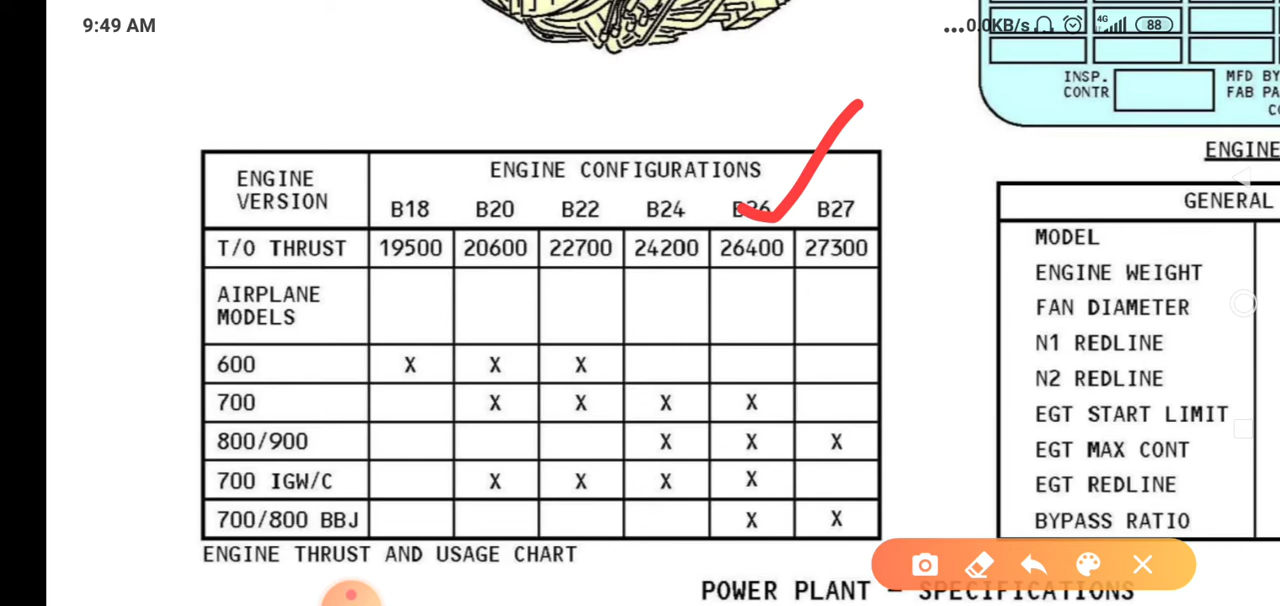 9:49 AM
...0.0KB/s 4G 88
INSP. CONTR
MFD BY
FAB PA
ENGINE
ENGINE VERSION
ENGINE CONFIGURATIONS
B18 B20 B22 B24 B26 B27
T/O THRUST 19500 20600 22700 24200 26400 27300
AIRPLANE MODELS
600 X X X
700 X X X X
800/900 X X X
700 IGW/C X X X X
700/800 BBJ X X
ENGINE THRUST AND USAGE CHART
GENERAL
MODEL
ENGINE WEIGHT
FAN DIAMETER
N1 REDLINE
N2 REDLINE
EGT START LIMIT
EGT MAX CONT
EGT REDLINE
BYPASS RATIO
POWER PLANT - SPECIFICATIONS